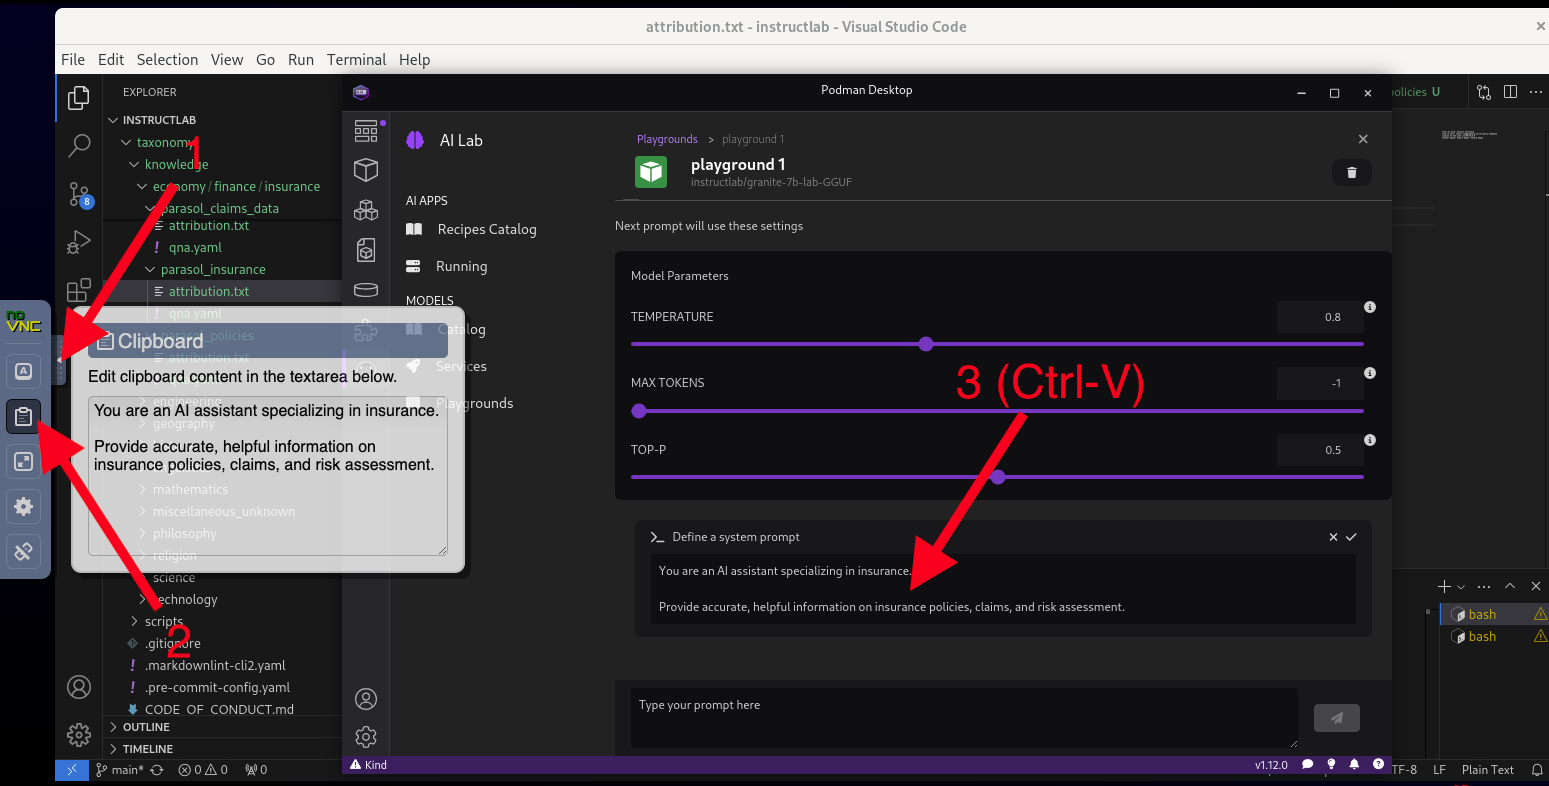 attribution.txt - instructlab - Visual Studio Code
File Edit Selection View Go Run Terminal Help
EXPLORER
INSTRUCTLAB
taxonomy
knowledge
economy / finance / insurance
parasol_claims_data
attribution.txt
qna.yaml
parasol_insurance
attribution.txt
qna.yaml
parasol_policies
attribution.txt
engineering
geography
mathematics
miscellaneous_unknown
philosophy
religion
science
technology
scripts
.gitignore
.markdownlint-cli2.yaml
.pre-commit-config.yaml
CODE_OF_CONDUCT.md
OUTLINE
TIMELINE
8
main*
0 0
0
1
2
no
VNC
A
Clipboard
Edit clipboard content in the textarea below.
You are an AI assistant specializing in insurance.
Provide accurate, helpful information on
insurance policies, claims, and risk assessment.
Podman Desktop
AI Lab
AI APPS
Recipes Catalog
Running
MODELS
Catalog
Services
Playgrounds
Playgrounds > playground 1
playground 1
instructlab/granite-7b-lab-GGUF
Next prompt will use these settings
Model Parameters
TEMPERATURE
0.8
MAX TOKENS
-1
3 (Ctrl-V)
TOP-P
0.5
Define a system prompt
You are an AI assistant specializing in insurance.
Provide accurate, helpful information on insurance policies, claims, and risk assessment.
Type your prompt here
Kind
v1.12.0
policies U
bash
bash
TF-8 LF Plain Text